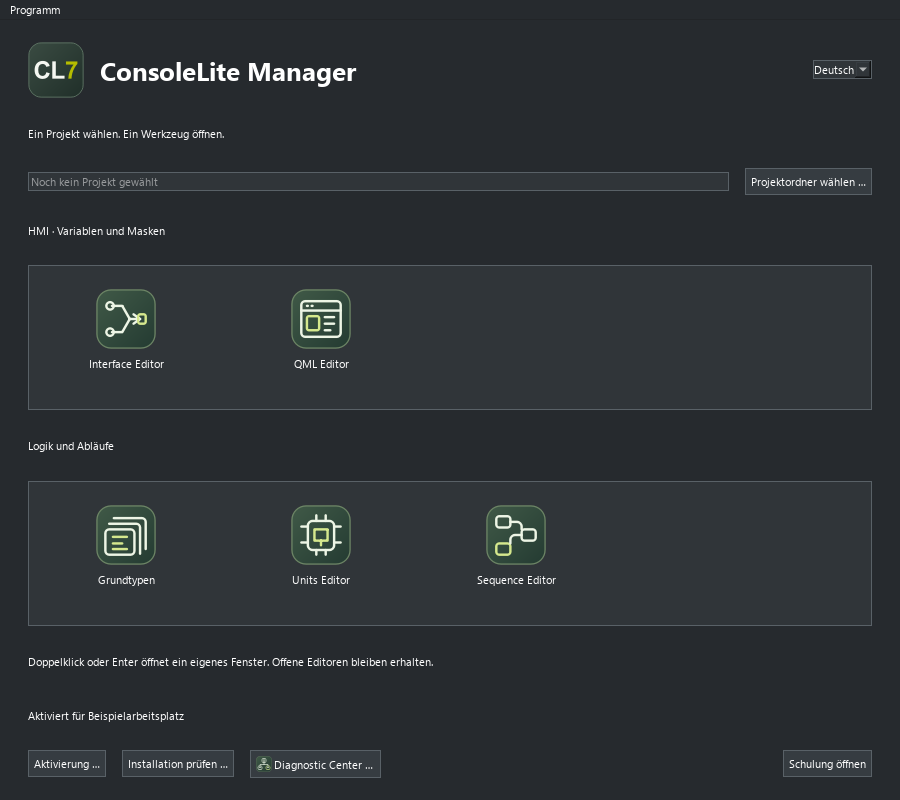 Programm
CL7
ConsoleLite Manager
Deutsch
Ein Projekt wählen. Ein Werkzeug öffnen.
Noch kein Projekt gewählt
Projektordner wählen ...
HMI · Variablen und Masken
Interface Editor
QML Editor
Logik und Abläufe
Grundtypen
Units Editor
Sequence Editor
Doppelklick oder Enter öffnet ein eigenes Fenster. Offene Editoren bleiben erhalten.
Aktiviert für Beispielarbeitsplatz
Aktivierung ...
Installation prüfen ...
Diagnostic Center ...
Schulung öffnen